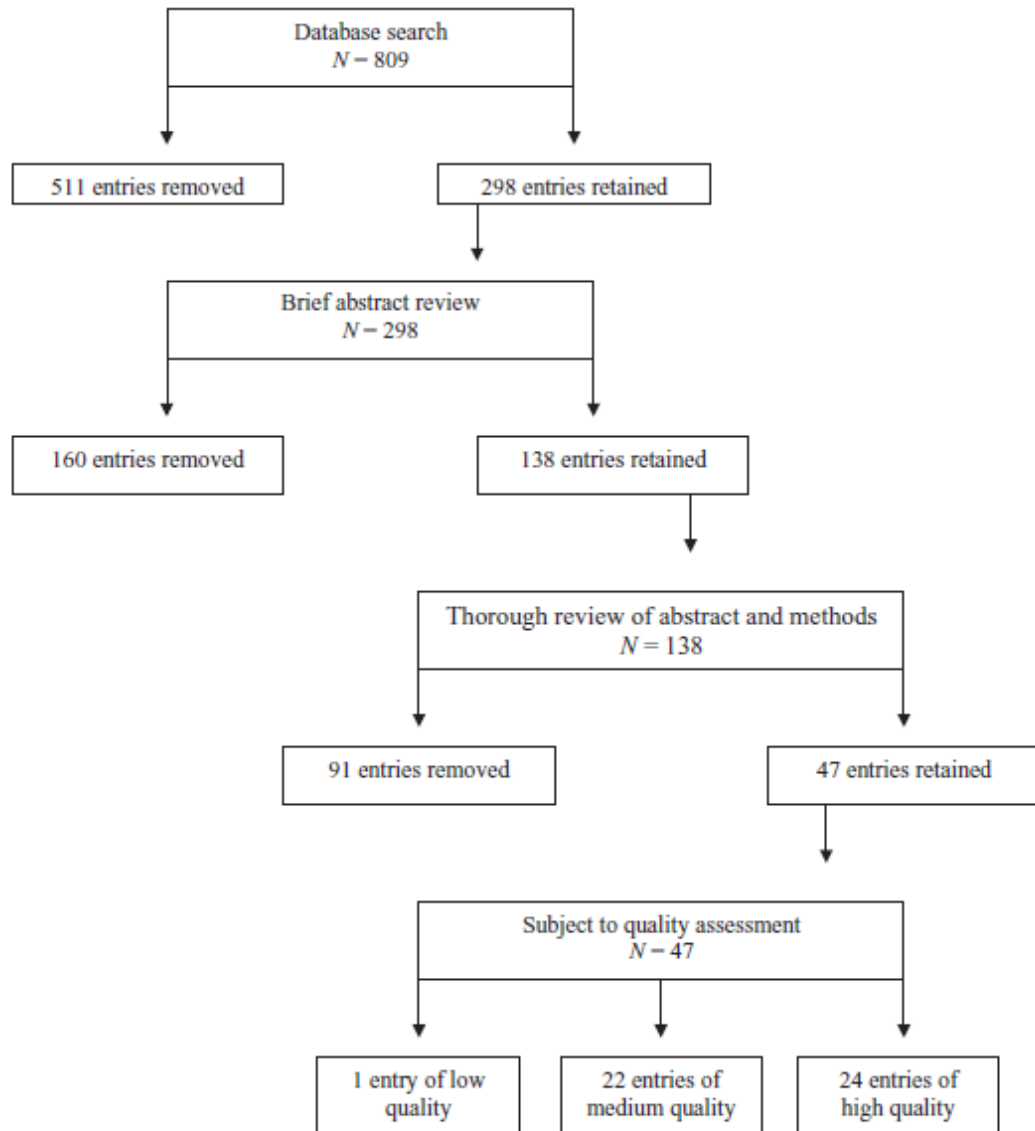 Database search
N – 809
511 entries removed
298 entries retained
Brief abstract review
N – 298
160 entries removed
138 entries retained
Thorough review of abstract and methods
N = 138
91 entries removed
47 entries retained
Subject to quality assessment
N – 47
1 entry of low
quality
22 entries of
medium quality
24 entries of
high quality